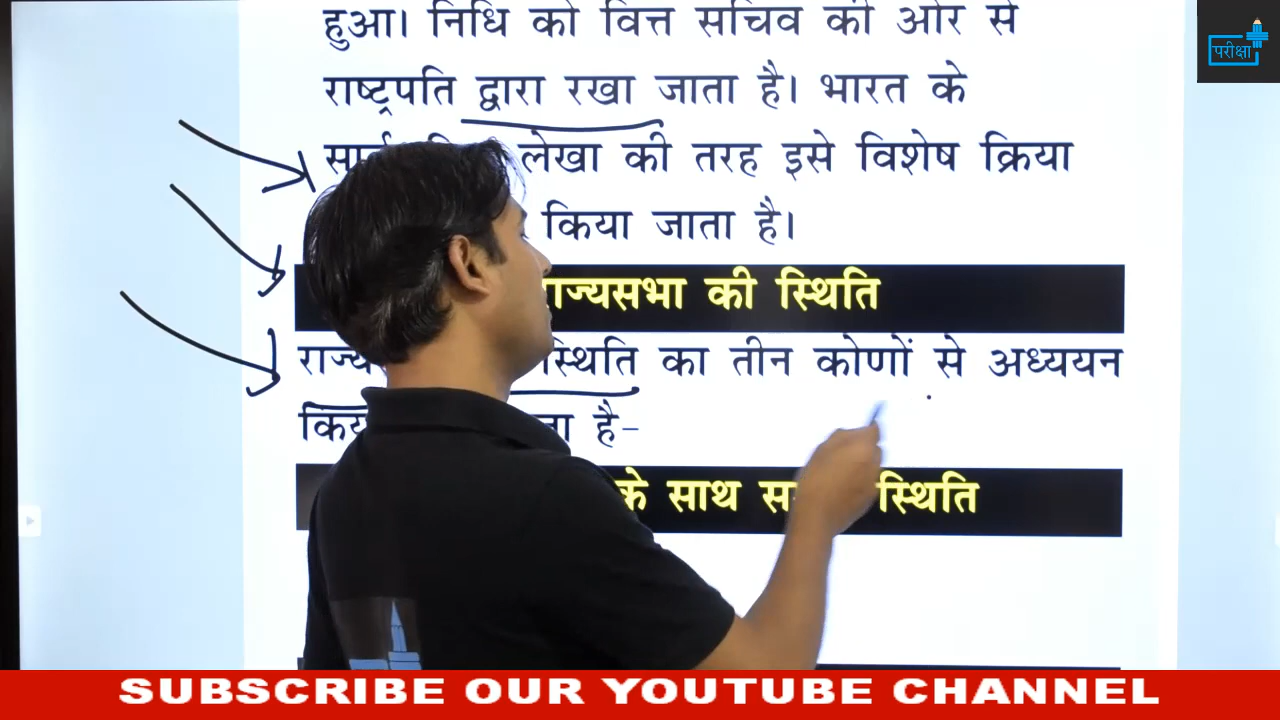 हुआ। निधि को वित्त सचिव की ओर से
परीक्षा
राष्ट्रपति द्वारा रखा जाता है। भारत के
लेखा की तरह इसे विशेष क्रिया
किया जाता है।
राज्यसभा की स्थिति
स्थिति का तीन कोणों से अध्ययन
है-
के साथ स्थिति
SUBSCRIBE OUR YOUTUBE CHANNEL